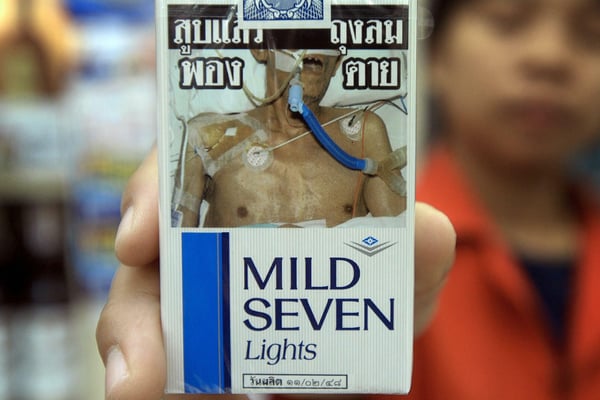 สูบแล้ว ถุงลม
พอง ตาย
MILD
SEVEN
Lights
วันผลิต ๑๑/๐๒/๔๘